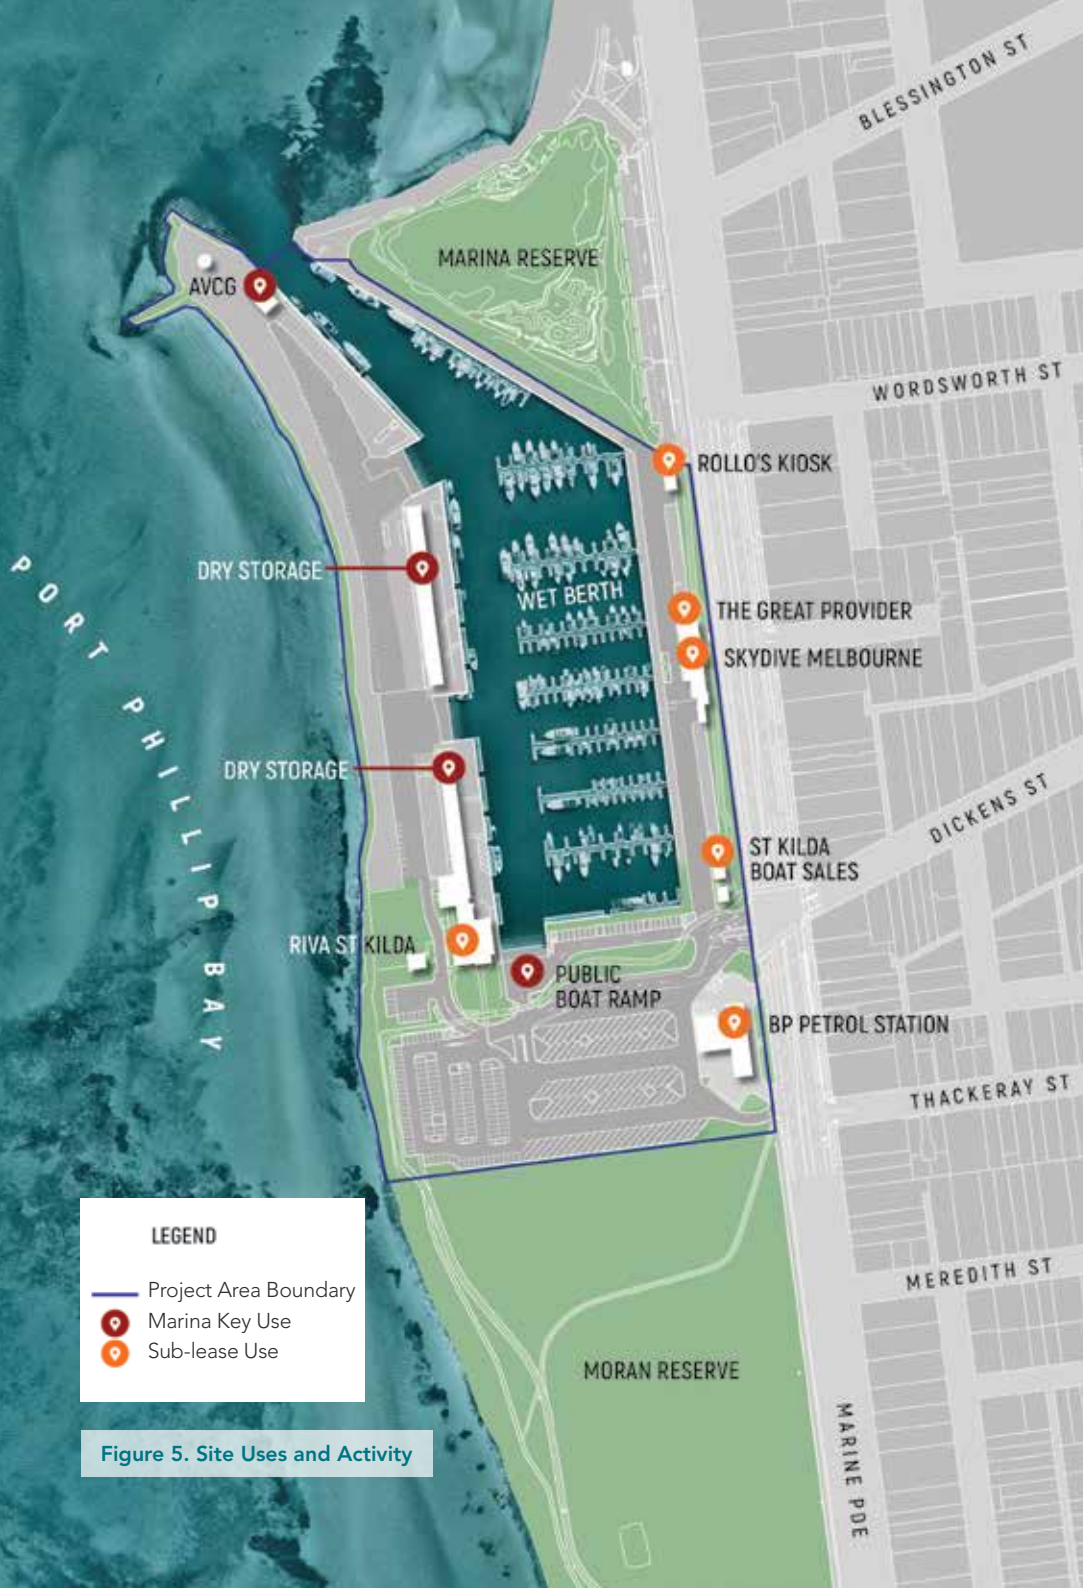 BLESSINGTON ST
MARINA RESERVE
AVCG
WORDSWORTH ST
ROLLO'S KIOSK
DRY STORAGE
WET BERTH
THE GREAT PROVIDER
SKYDIVE MELBOURNE
PORT PHILLIP BAY
DRY STORAGE
DICKENS ST
ST KILDA
BOAT SALES
RIVA ST KILDA
PUBLIC
BOAT RAMP
BP PETROL STATION
THACKERAY ST
LEGEND
Project Area Boundary
Marina Key Use
Sub-lease Use
MEREDITH ST
MORAN RESERVE
MARINE PDE
Figure 5. Site Uses and Activity